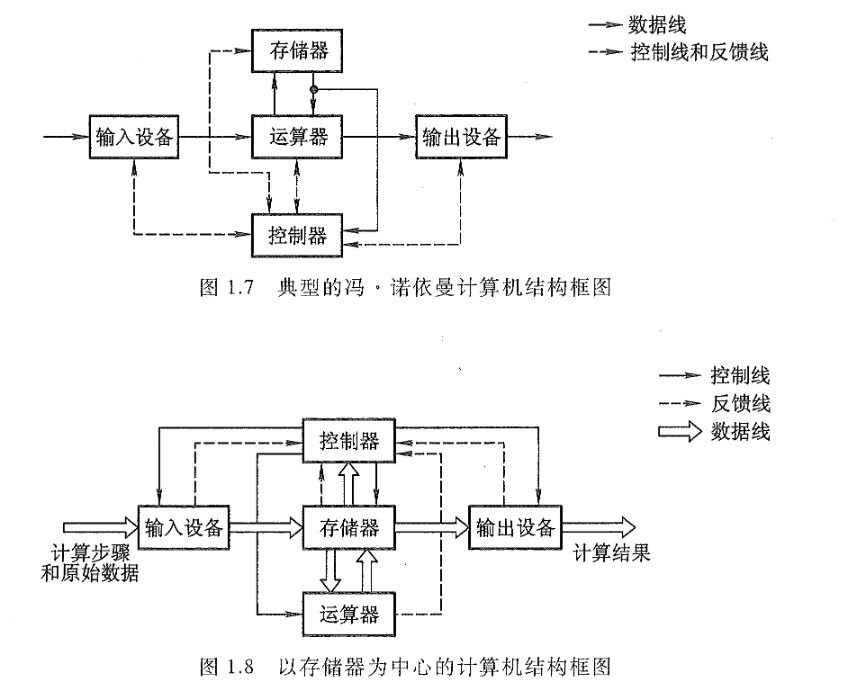 数据线
存储器
控制线和反馈线
输入设备
运算器
输出设备
控制器
图 1.7 典型的冯·诺依曼计算机结构框图
控制线
反馈线
数据线
控制器
输入设备
存储器
输出设备
计算步骤
和原始数据
计算结果
运算器
图 1.8 以存储器为中心的计算机结构框图